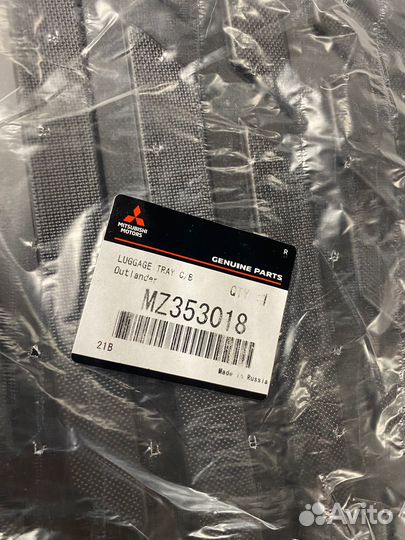 R
MITSUBISHI
MOTORS
GENUINE PARTS
LUGGAGE TRAY C/B
Outlander
QTY :1
MZ353018
21B
Made in Russia
Avito